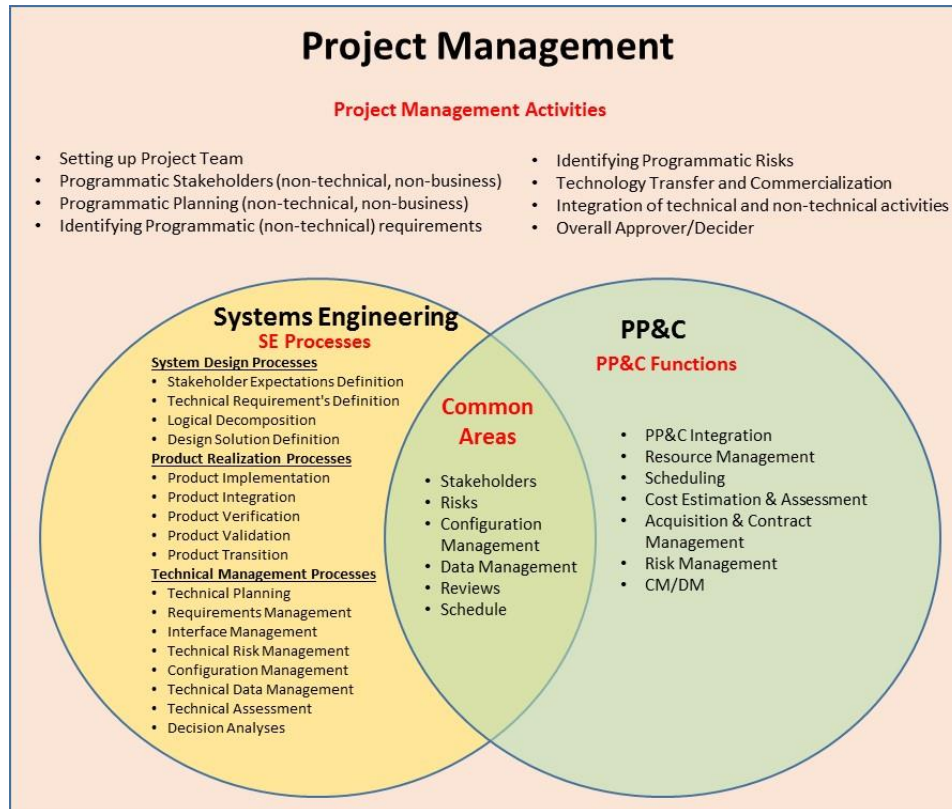 Project Management
Project Management Activities
• Setting up Project Team
• Programmatic Stakeholders (non-technical, non-business)
• Programmatic Planning (non-technical, non-business)
• Identifying Programmatic (non-technical) requirements
• Identifying Programmatic Risks
• Technology Transfer and Commercialization
• Integration of technical and non-technical activities
• Overall Approver/Decider
Systems Engineering
SE Processes
System Design Processes
• Stakeholder Expectations Definition
• Technical Requirement's Definition
• Logical Decomposition
• Design Solution Definition
Product Realization Processes
• Product Implementation
• Product Integration
• Product Verification
• Product Validation
• Product Transition
Technical Management Processes
• Technical Planning
• Requirements Management
• Interface Management
• Technical Risk Management
• Configuration Management
• Technical Data Management
• Technical Assessment
• Decision Analyses
Common
Areas
• Stakeholders
• Risks
• Configuration
Management
• Data Management
• Reviews
• Schedule
PP&C
PP&C Functions
• PP&C Integration
• Resource Management
• Scheduling
• Cost Estimation & Assessment
• Acquisition & Contract
Management
• Risk Management
• CM/DM